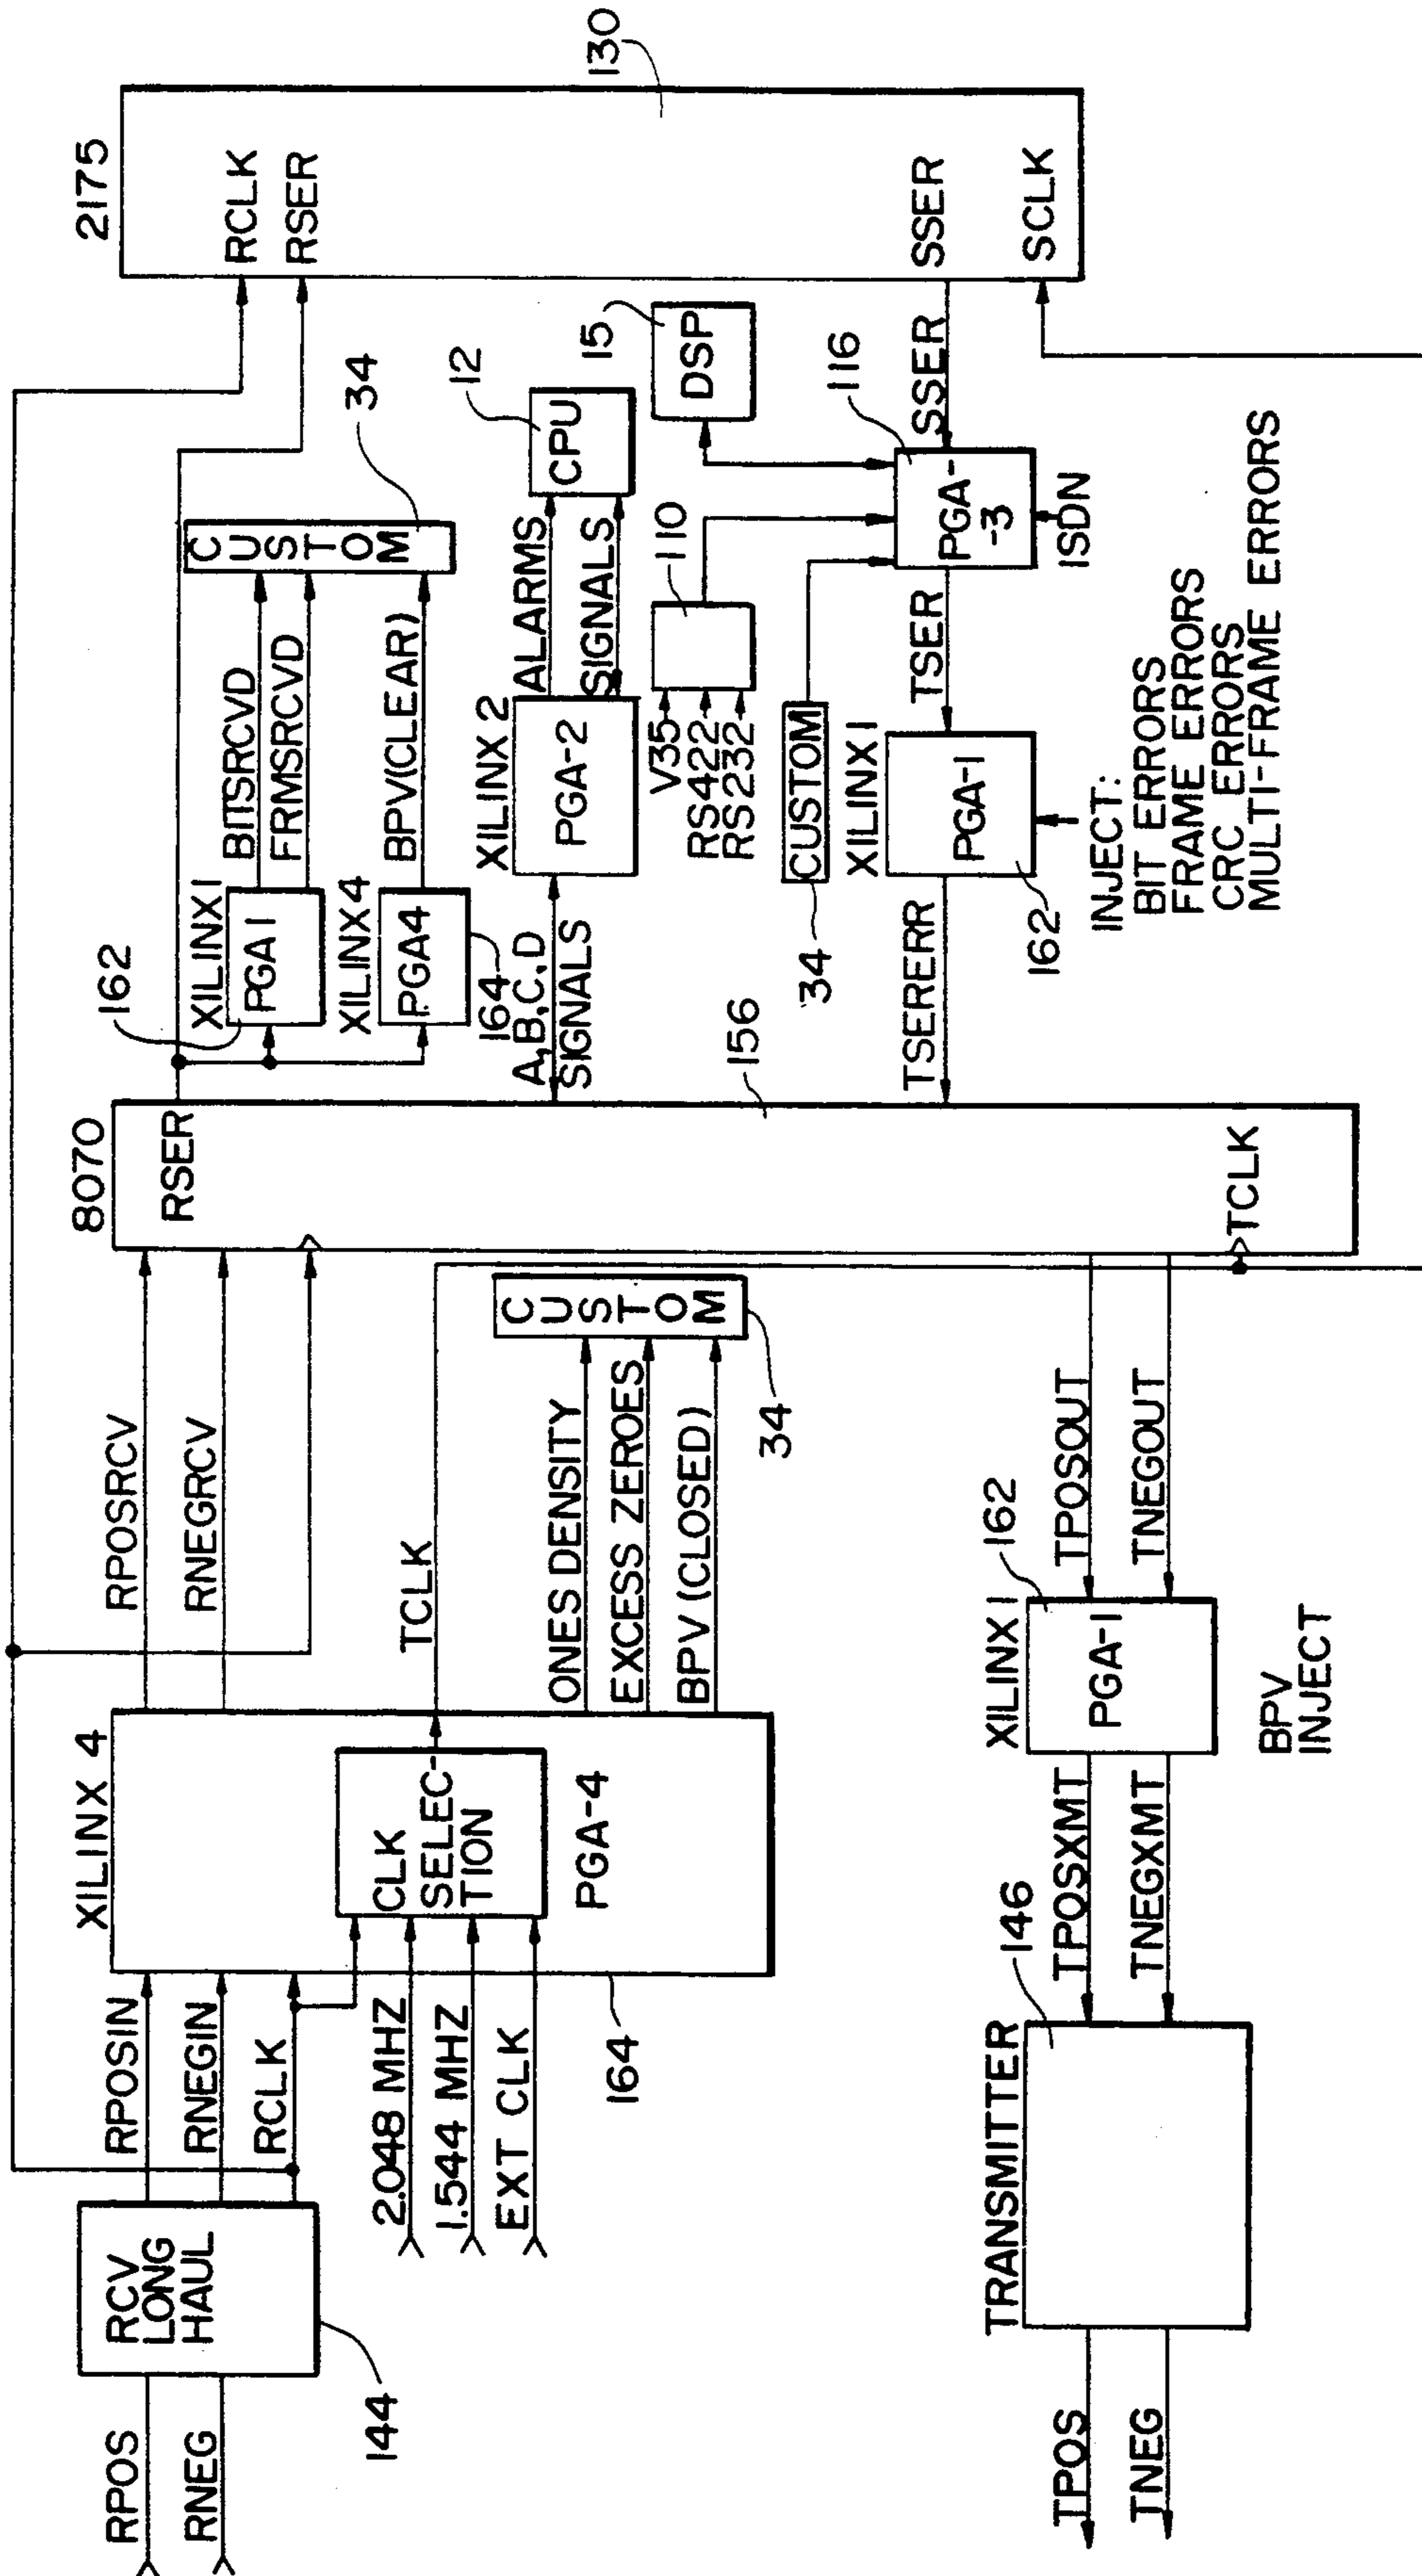 RPOS
RNEG
RCV
LONG
HAUL
144
RPOSIN
RNEGIN
RCLK
2.048 MHZ
1.544 MHZ
EXT CLK
XILINX 4
CLK
SELEC-
TION
PGA-4
164
RPOSRCV
RNEGRCV
TCLK
ONES DENSITY
EXCESS ZEROES
BPV (CLOSED)
CUSTOM
34
8070
RSER
TCLK
156
162
XILINX1
PGA1
XILINX4
PGA4
164
BITSRCVD
FRMSRCVD
BPV(CLEAR)
CUSTOM
34
A,B,C,D
SIGNALS
XILINX 2
PGA-2
ALARMS
SIGNALS
CPU
12
V35
RS422
RS232
110
DSP
15
CUSTOM
34
TSERERR
XILINX1
PGA-1
162
TSER
PGA-
-3
116
ISDN
SSER
INJECT:
BIT ERRORS
FRAME ERRORS
CRC ERRORS
MULTI-FRAME ERRORS
2175
RCLK
RSER
SSER
SCLK
130
TPOS
TNEG
TRANSMITTER
146
TPOSXMT
TNEGXMT
XILINX1
PGA-1
162
BPV
INJECT
TPOSOUT
TNEGOUT